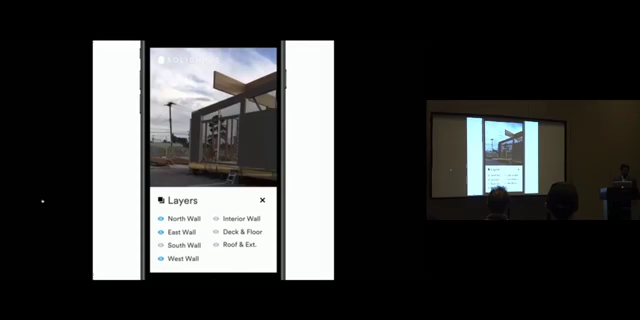 Layers
North Wall
Interior Wall
East Wall
Deck & Floor
South Wall
Roof & Ext.
West Wall